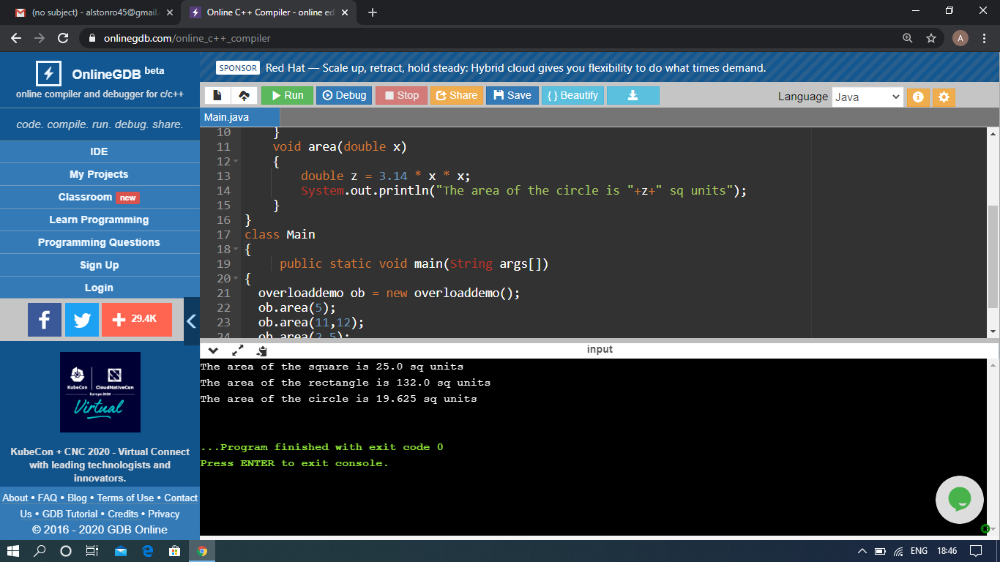 (no subject) - alstonro45@gmail.
Online C++ Compiler - online ed
onlinegdb.com/online_c++_compiler
A
OnlineGDB beta
online compiler and debugger for c/c++
code. compile. run. debug. share.
IDE
My Projects
Classroom new
Learn Programming
Programming Questions
Sign Up
Login
29.4K
KubeCon CloudNativeCon
Europe 2020
Virtual
KubeCon + CNC 2020 - Virtual Connect
with leading technologists and
innovators.
About • FAQ • Blog • Terms of Use • Contact
Us • GDB Tutorial • Credits • Privacy
© 2016 - 2020 GDB Online
SPONSOR Red Hat — Scale up, retract, hold steady: Hybrid cloud gives you flexibility to do what times demand.
Run Debug Stop Share Save { } Beautify Language Java
Main.java
10 }
11 void area(double x)
12 {
13 double z = 3.14 * x * x;
14 System.out.println("The area of the circle is "+z+" sq units");
15 }
16 }
17 class Main
18 {
19 public static void main(String args[])
20 {
21 overloaddemo ob = new overloaddemo();
22 ob.area(5);
23 ob.area(11,12);
24 ob.area(2.5);
input
The area of the square is 25.0 sq units
The area of the rectangle is 132.0 sq units
The area of the circle is 19.625 sq units
...Program finished with exit code 0
Press ENTER to exit console.
ENG 18:46